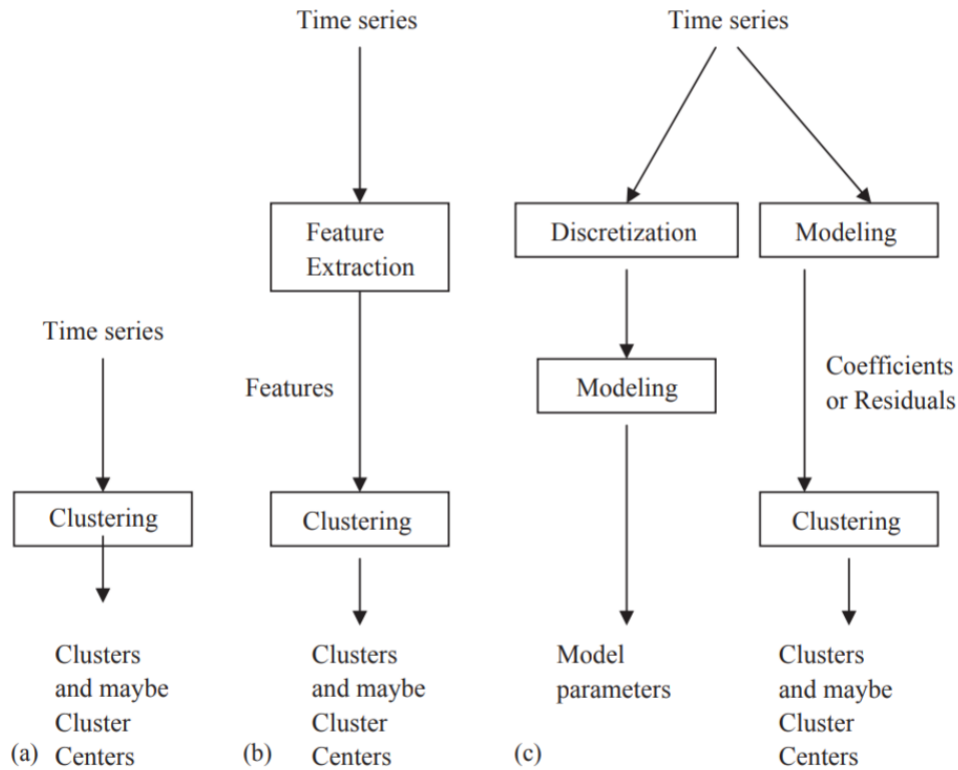 Time series
Clustering
Clusters
and maybe
Cluster
Centers
(a)
Time series
Feature
Extraction
Features
Clustering
Clusters
and maybe
Cluster
Centers
(b)
Time series
Discretization
Modeling
Model
parameters
Modeling
Coefficients
or Residuals
Clustering
Clusters
and maybe
Cluster
Centers
(c)